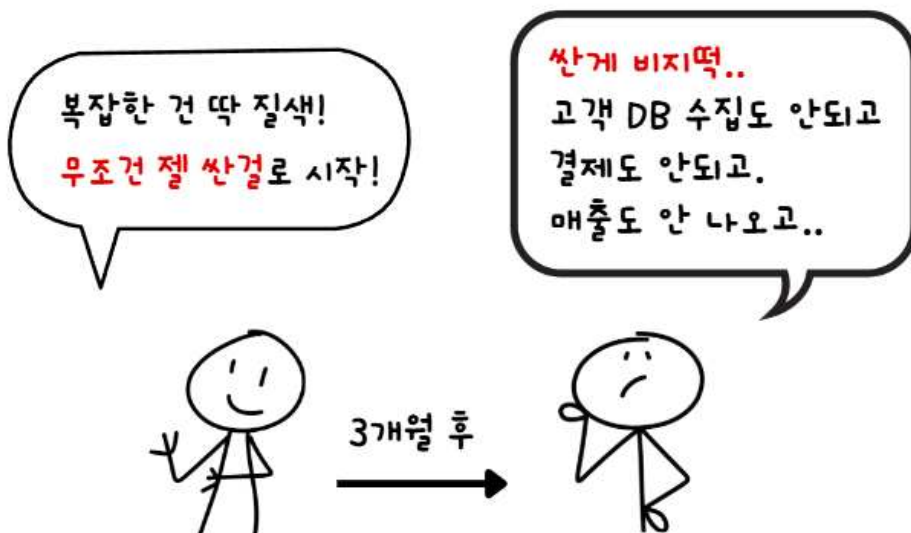 복잡한 건 딱 질색!
무조건 젤 싼걸로 시작!
싼게 비지떡..
고객 DB 수집도 안되고
결제도 안되고.
매출도 안 나오고..
3개월 후